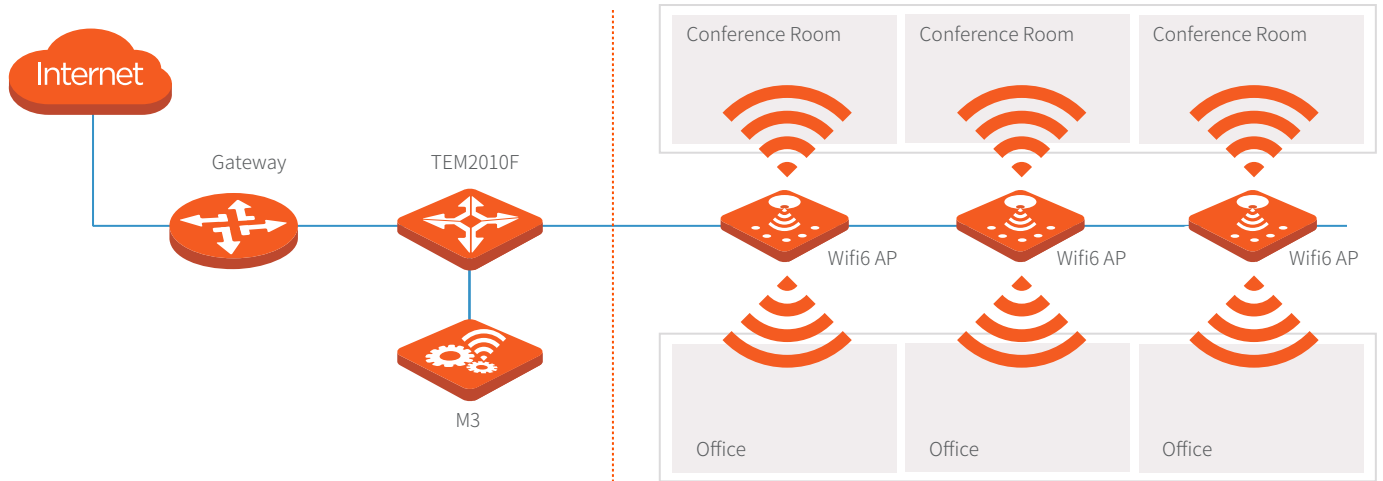 Internet
Gateway
TEM2010F
M3
Conference Room
Conference Room
Conference Room
Wifi6 AP
Wifi6 AP
Wifi6 AP
Office
Office
Office